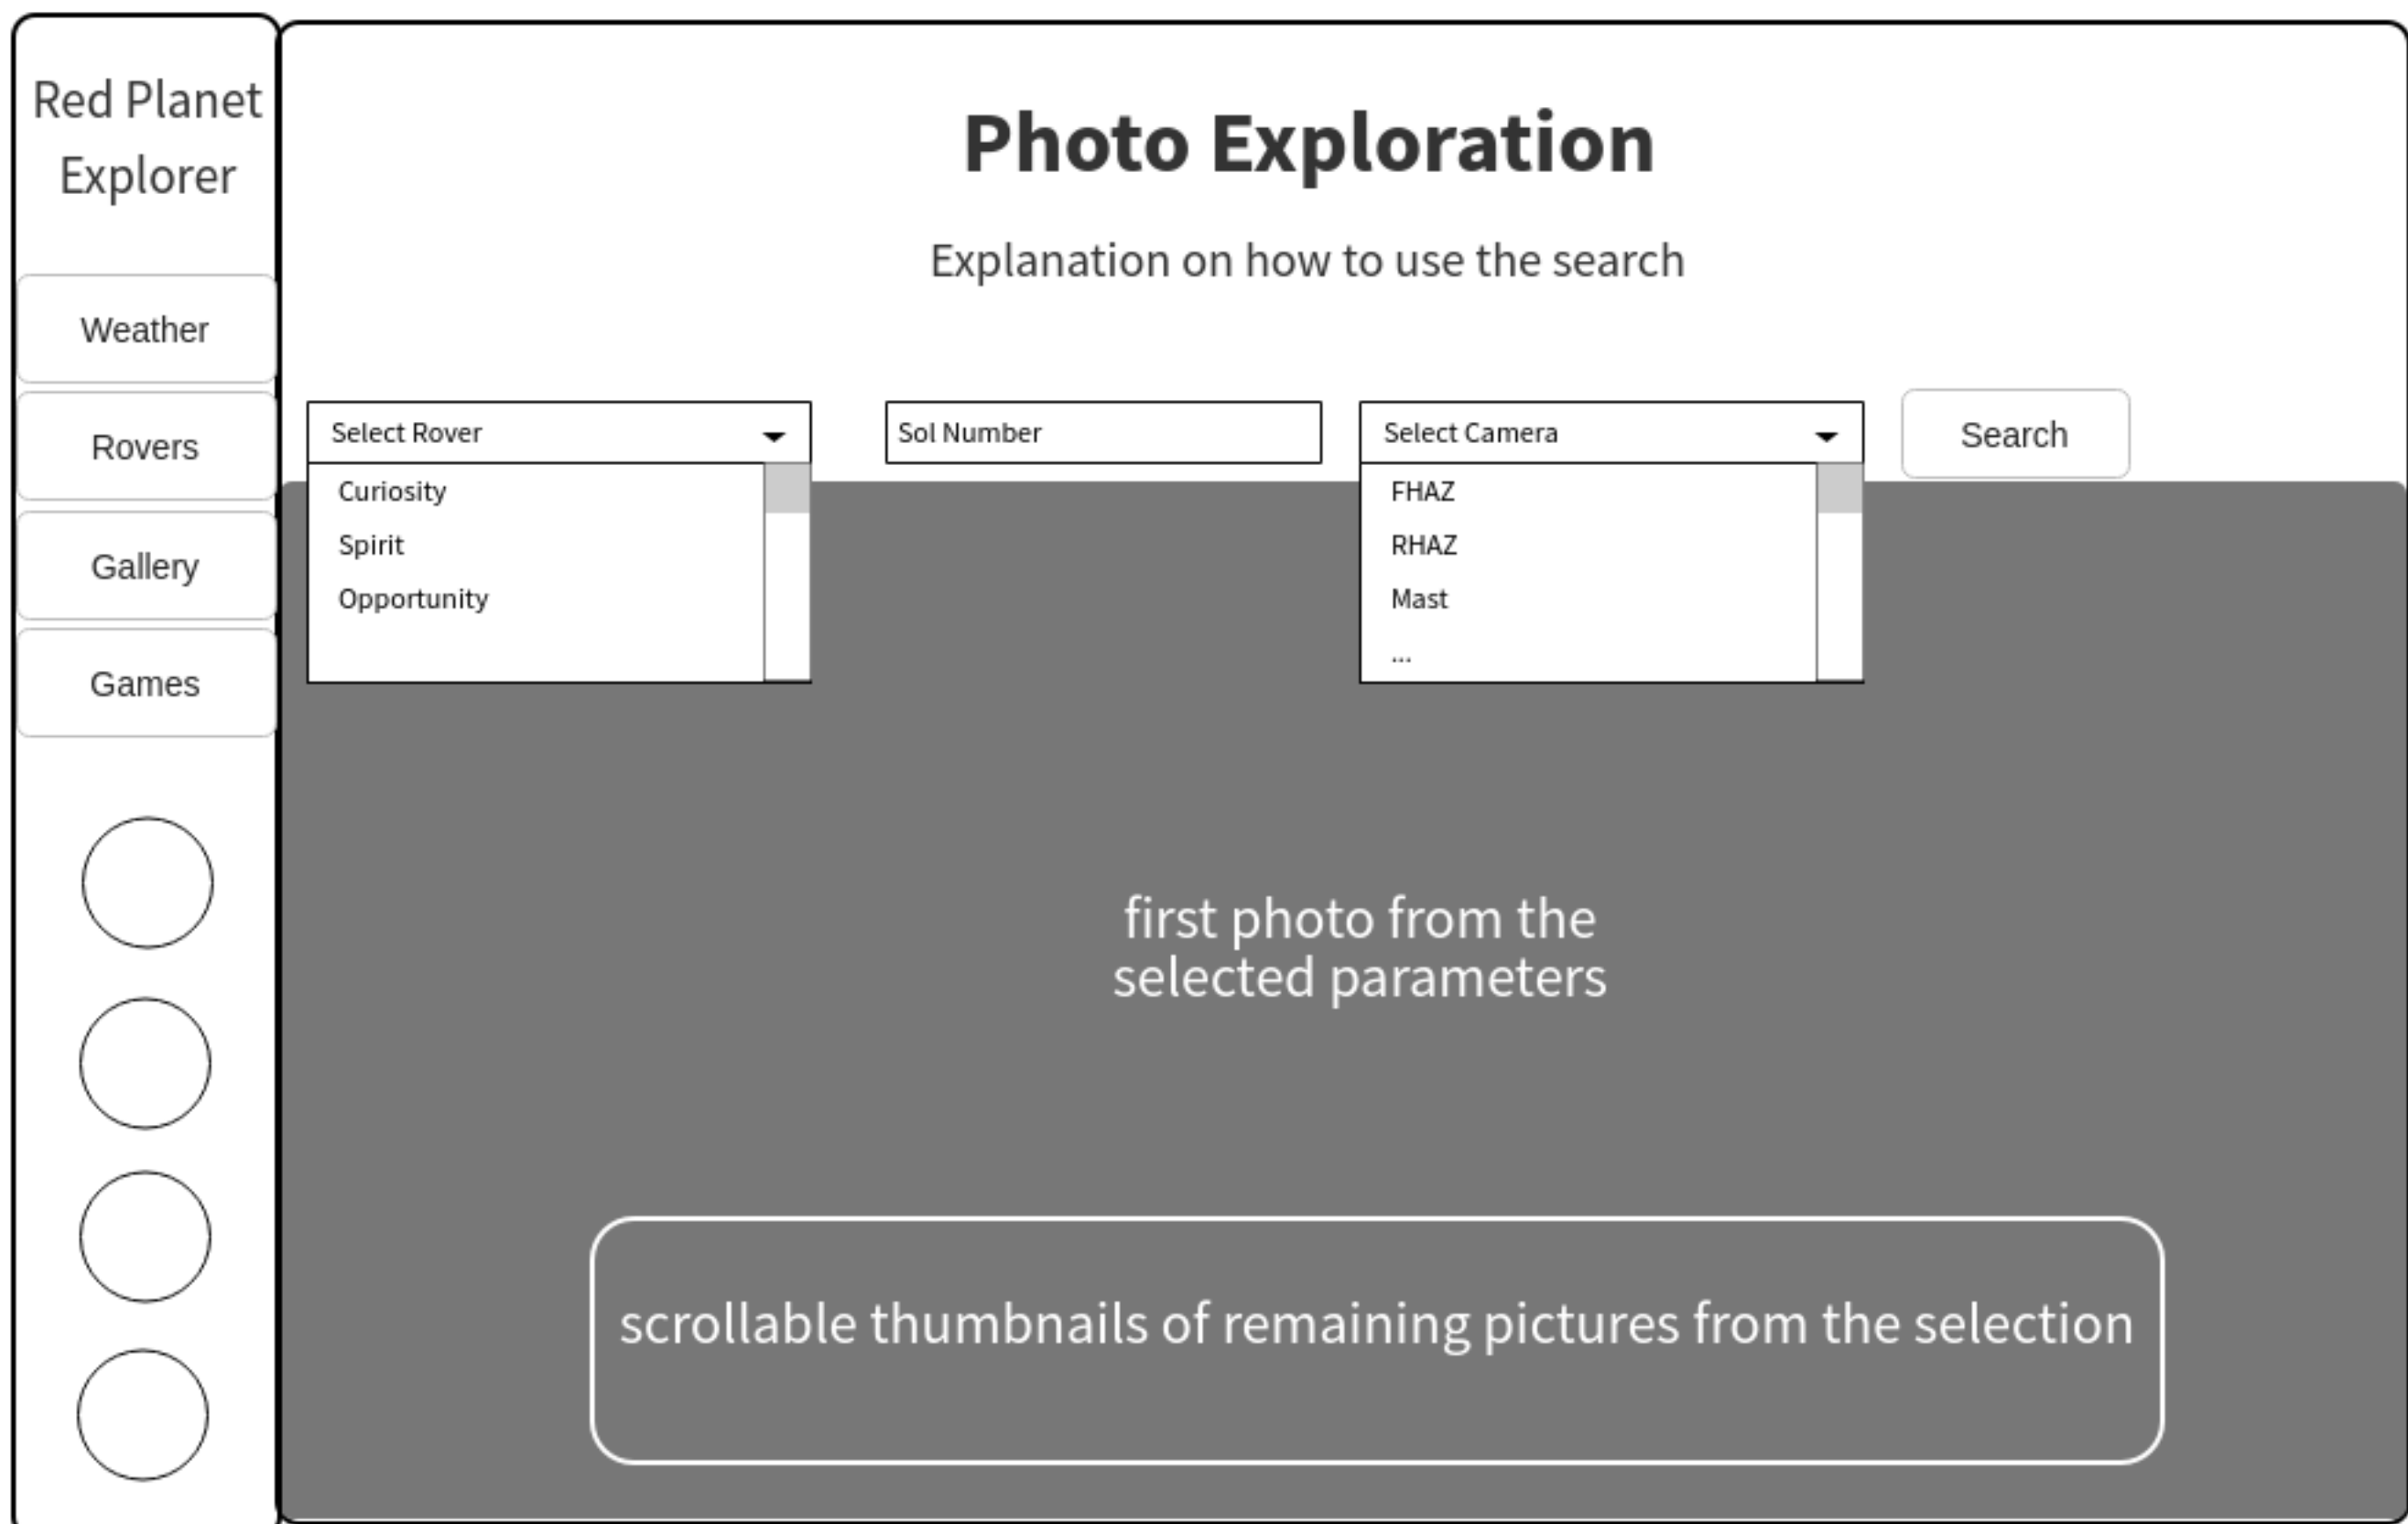 Red Planet
Explorer
Weather
Rovers
Gallery
Games
Photo Exploration
Explanation on how to use the search
Select Rover
Curiosity
Spirit
Opportunity
Sol Number
Select Camera
FHAZ
RHAZ
Mast
...
Search
first photo from the
selected parameters
scrollable thumbnails of remaining pictures from the selection